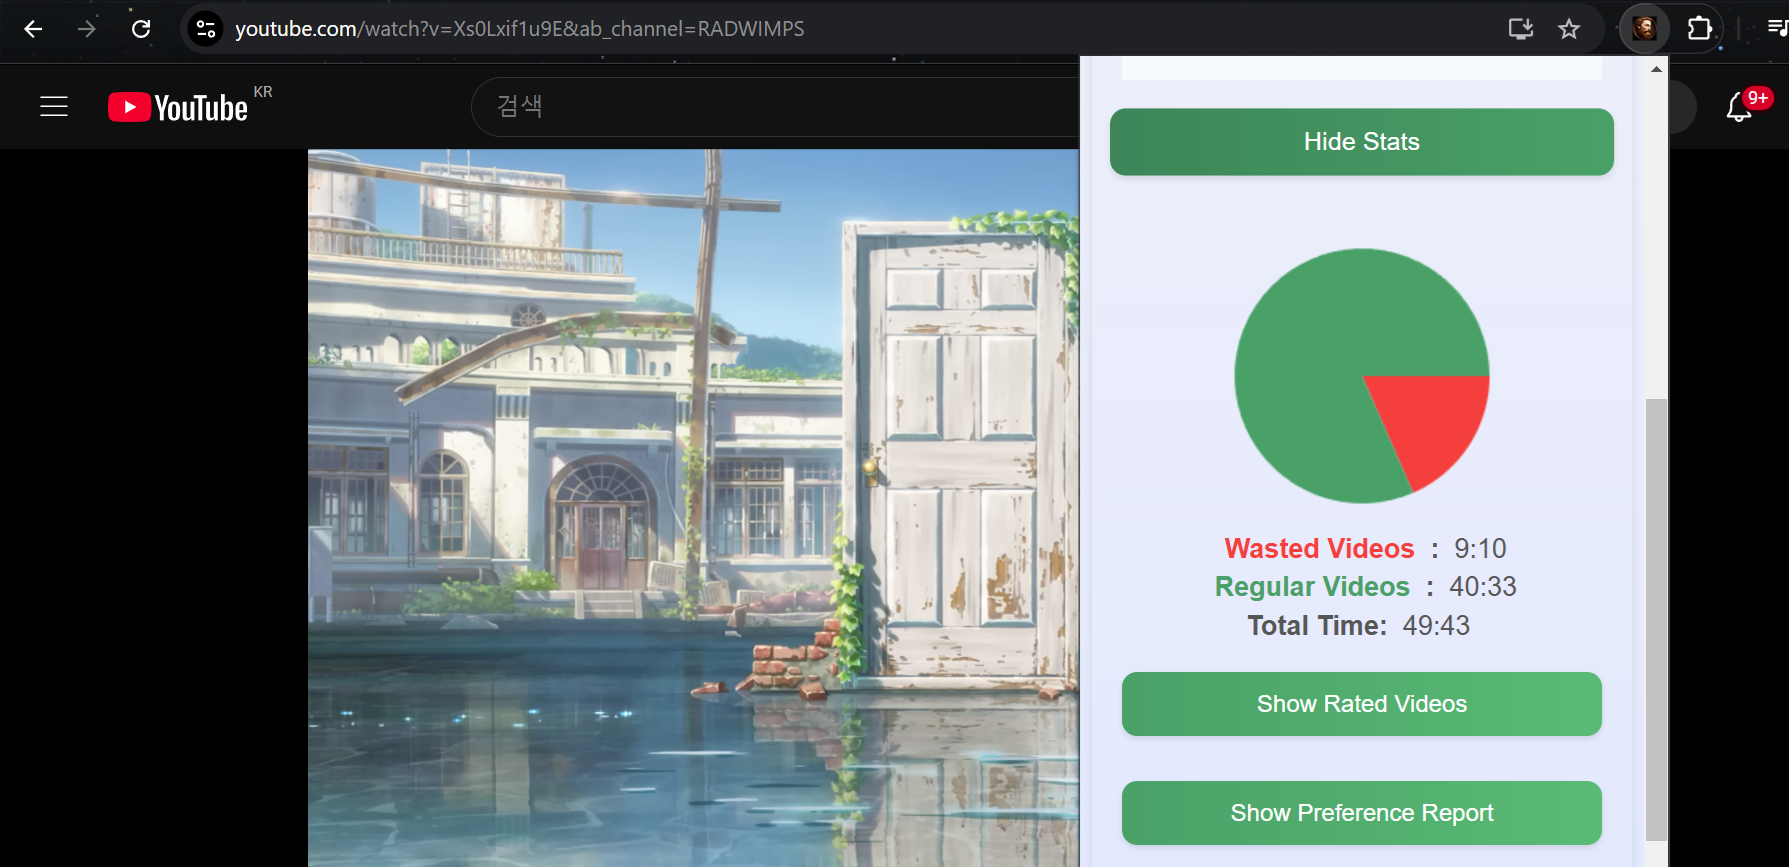 youtube.com/watch?v=Xs0Lxif1u9E&ab_channel=RADWIMPS
YouTube KR
검색
9+
Hide Stats
Wasted Videos : 9:10
Regular Videos : 40:33
Total Time: 49:43
Show Rated Videos
Show Preference Report